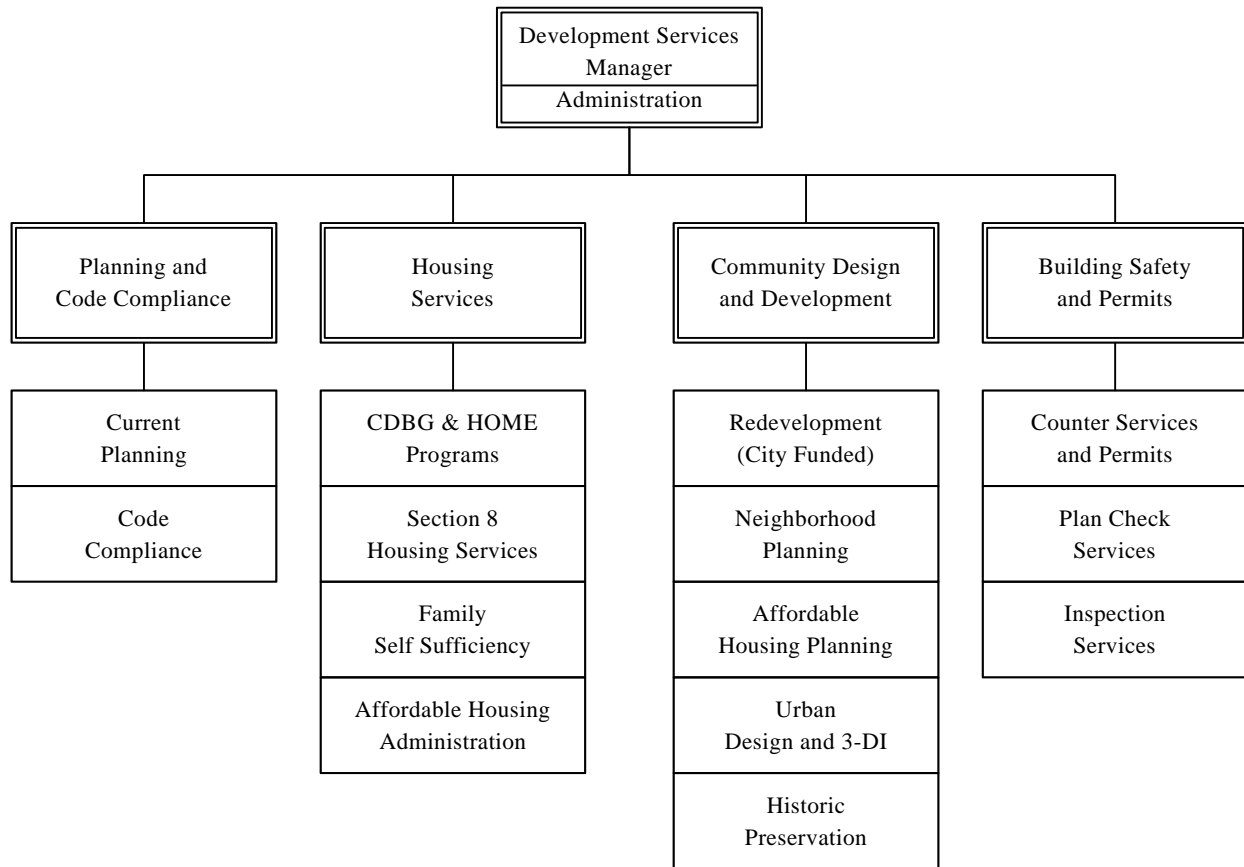 Development Services
Manager
Administration
Planning and
Code Compliance
Housing
Services
Community Design
and Development
Building Safety
and Permits
Current
Planning
Code
Compliance
CDBG & HOME
Programs
Section 8
Housing Services
Family
Self Sufficiency
Affordable Housing
Administration
Redevelopment
(City Funded)
Neighborhood
Planning
Affordable
Housing Planning
Urban
Design and 3-DI
Historic
Preservation
Counter Services
and Permits
Plan Check
Services
Inspection
Services